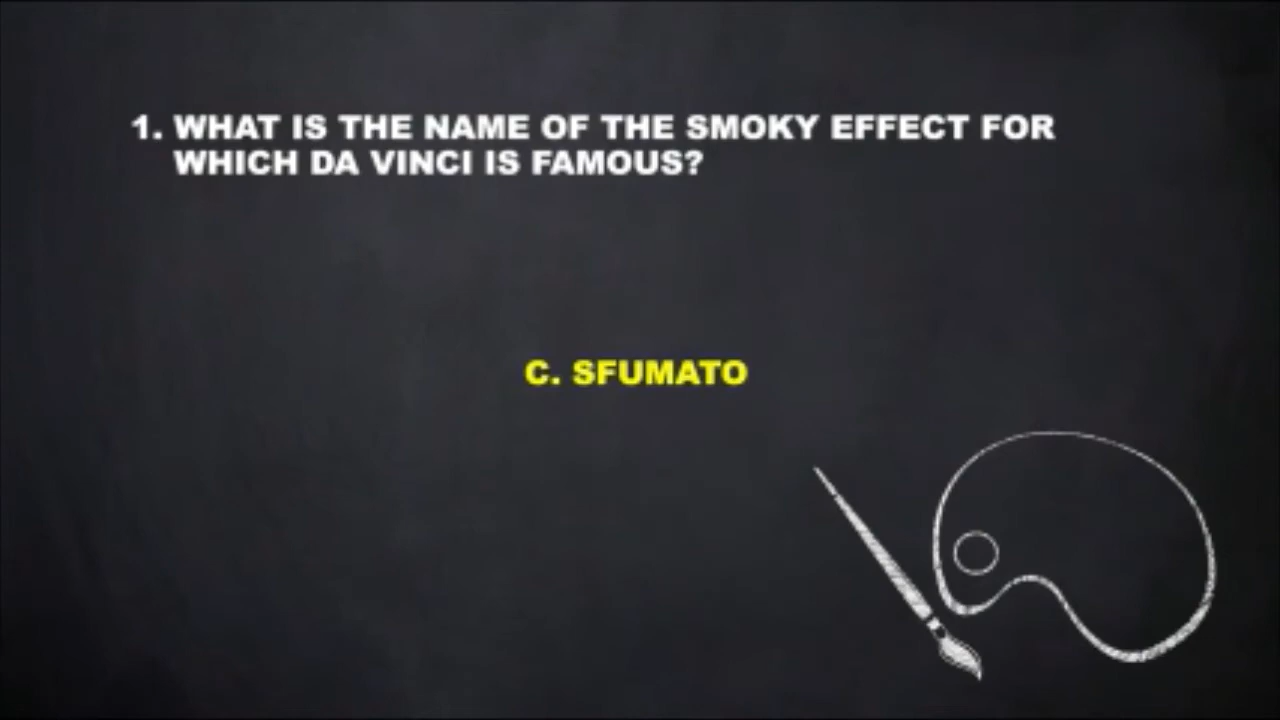 1. WHAT IS THE NAME OF THE SMOKY EFFECT FOR
WHICH DA VINCI IS FAMOUS?
C. SFUMATO